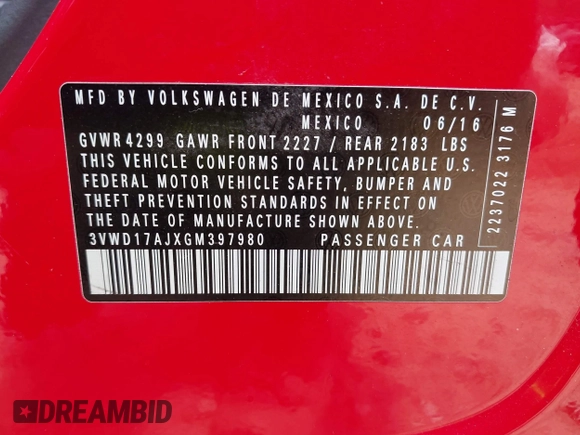 MFD BY VOLKSWAGEN DE MEXICO S.A. DE C.V.
MEXICO 06/16
GVWR 4299 GAWR FRONT 2227 / REAR 2183 LBS
THIS VEHICLE CONFORMS TO ALL APPLICABLE U.S.
FEDERAL MOTOR VEHICLE SAFETY, BUMPER AND
THEFT PREVENTION STANDARDS IN EFFECT ON
THE DATE OF MANUFACTURE SHOWN ABOVE.
3VWD17AJXGM397980 PASSENGER CAR
2237022 3176 M
DREAMBID